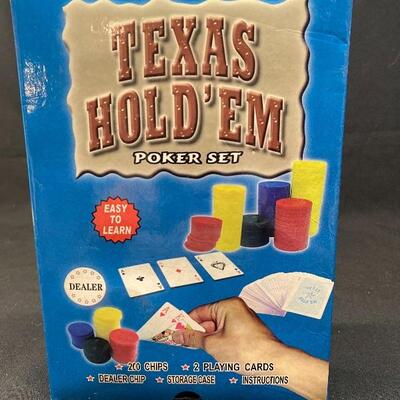 TEXAS
HOLD'EM
POKER SET
EASY
TO
LEARN
DEALER
★ 200 CHIPS ★ 2 PLAYING CARDS
★ DEALER CHIP ★ STORAGE CASE ★ INSTRUCTIONS